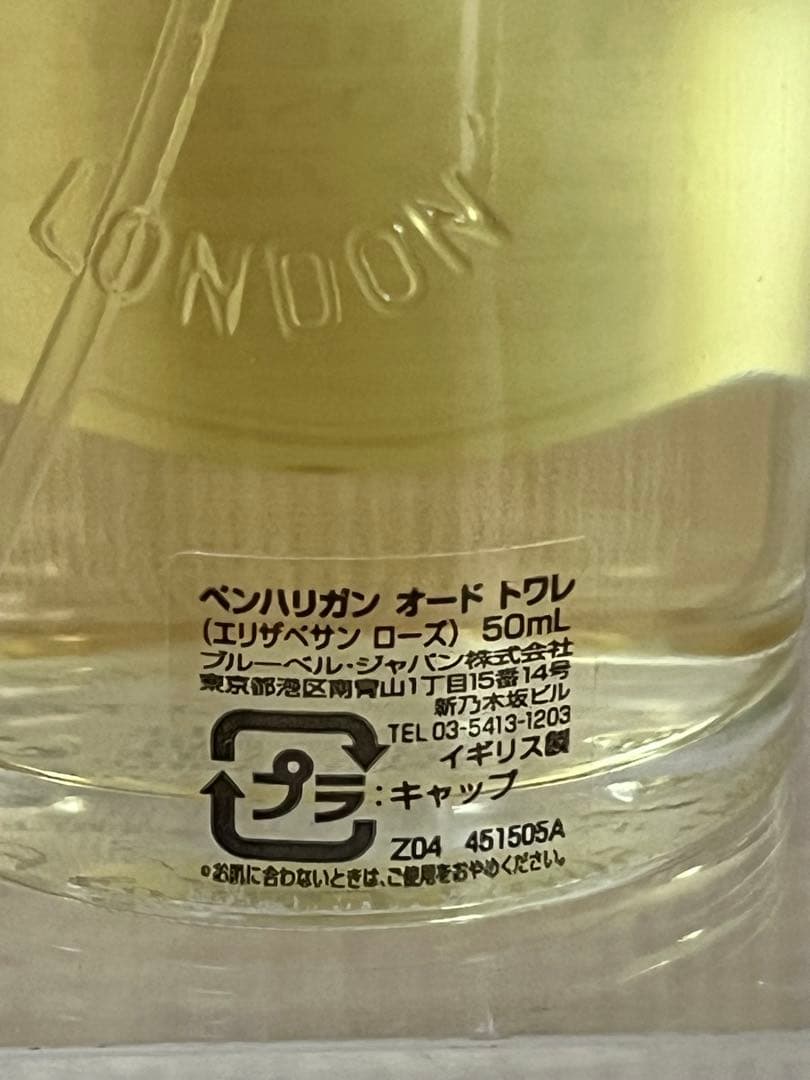 LONDON
ペンハリガン オード トワレ
(エリザベサン ローズ) 50mL
ブルーベル・ジャパン株式会社
東京都港区南青山1丁目15番14号
新乃木坂ビル
TEL 03-5413-1203
イギリス製
プラ:キャップ
Z04 451505A
●お肌に合わないときは、ご使用をおやめください。